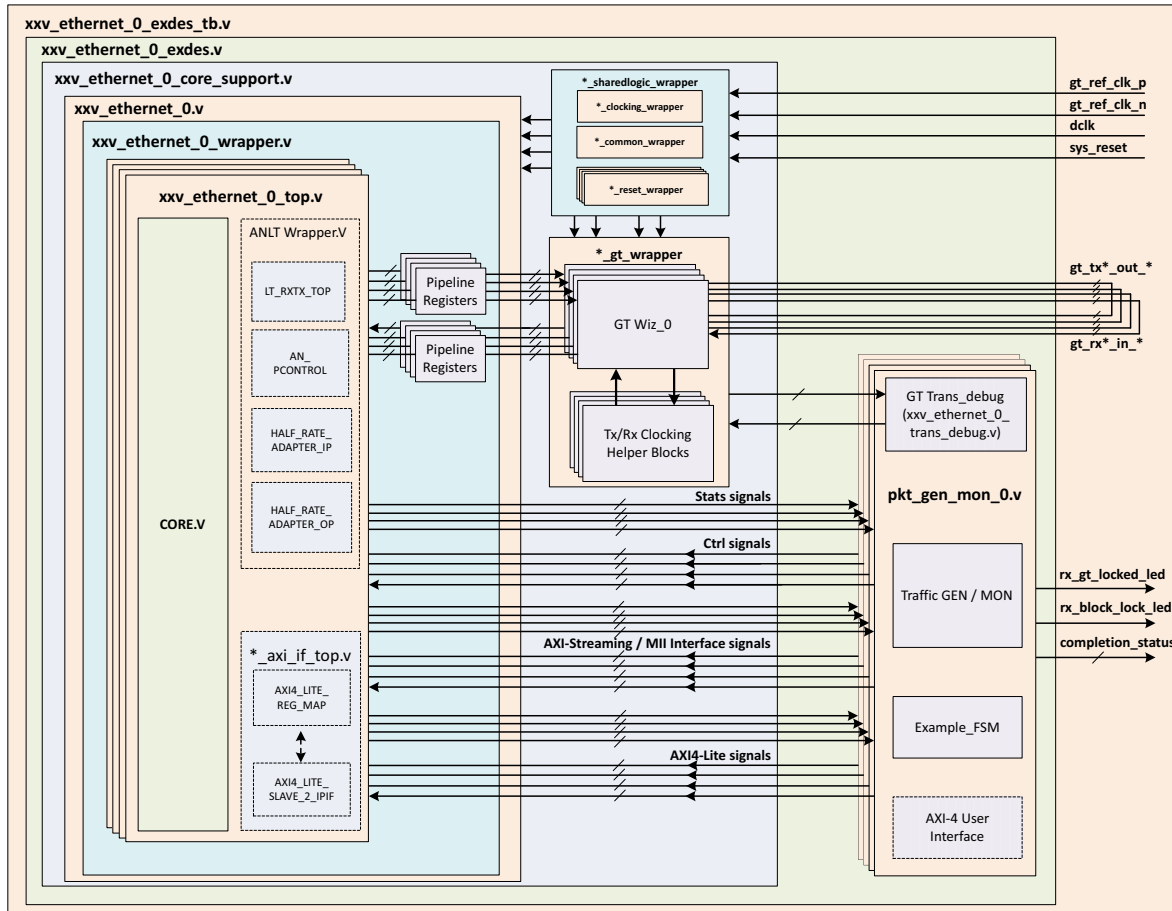 xxv_ethernet_0_exdes_tb.v
xxv_ethernet_0_exdes.v
xxv_ethernet_0_core_support.v
xxv_ethernet_0.v
xxv_ethernet_0_wrapper.v
xxv_ethernet_0_top.v
CORE.V
ANLT Wrapper.V
LT_RXTX_TOP
AN_
PCONTROL
HALF_RATE_
ADAPTER_IP
HALF_RATE_
ADAPTER_OP
*_axi_if_top.v
AXI4_LITE_
REG_MAP
AXI4_LITE_
SLAVE_2_IPIF
Pipeline
Registers
Pipeline
Registers
*_sharedlogic_wrapper
*_clocking_wrapper
*_common_wrapper
*_reset_wrapper
*_gt_wrapper
GT Wiz_0
Tx/Rx Clocking
Helper Blocks
Stats signals
Ctrl signals
AXI-Streaming / MII Interface signals
AXI4-Lite signals
GT Trans_debug
(xxv_ethernet_0_
trans_debug.v)
pkt_gen_mon_0.v
Traffic GEN / MON
Example_FSM
AXI-4 User
Interface
gt_ref_clk_p
gt_ref_clk_n
dclk
sys_reset
gt_tx*_out_*
gt_rx*_in_*
rx_gt_locked_led
rx_block_lock_led
completion_status